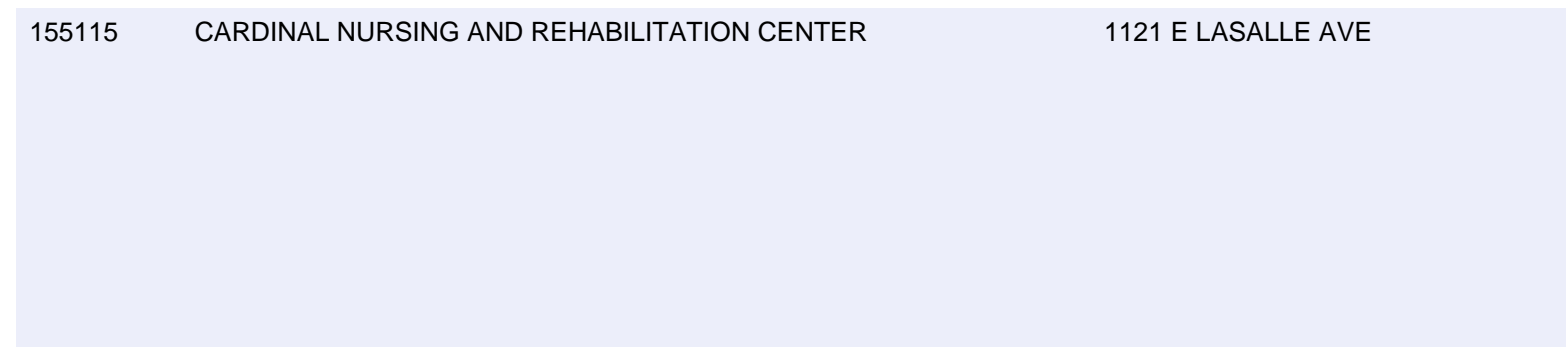 155115 CARDINAL NURSING AND REHABILITATION CENTER 1121 E LASALLE AVE